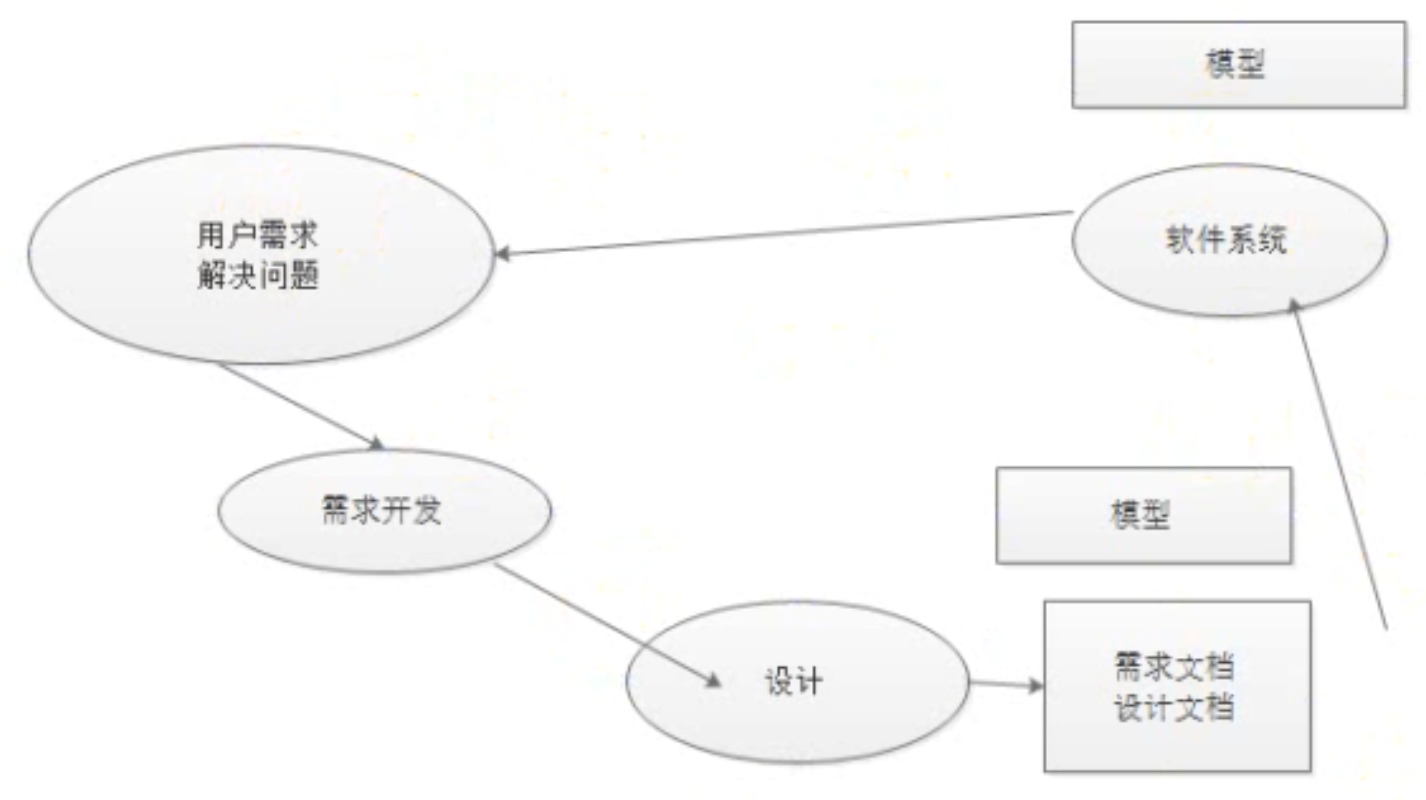 模型
用户需求
解决问题
软件系统
需求开发
模型
设计
需求文档
设计文档